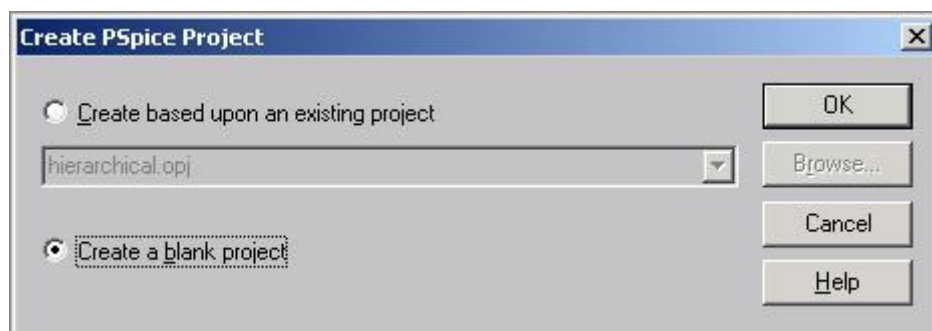 Create PSpice Project
Create based upon an existing project
OK
hierarchical.opj
Browse...
Create a blank project
Cancel
Help